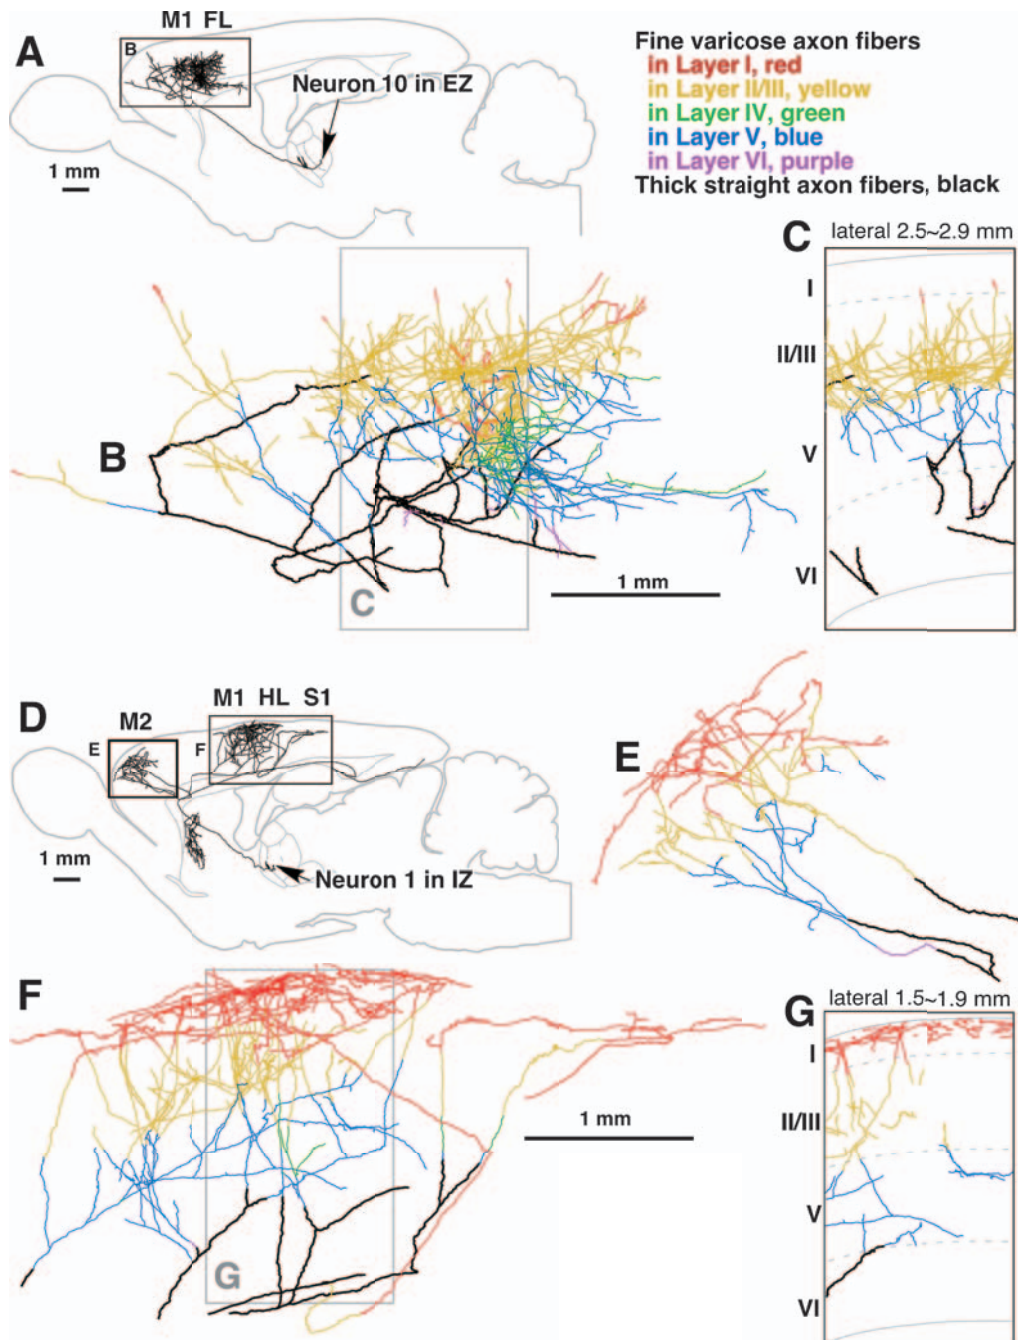 A
M1 FL
B
Neuron 10 in EZ
1 mm
Fine varicose axon fibers
in Layer I, red
in Layer II/III, yellow
in Layer IV, green
in Layer V, blue
in Layer VI, purple
Thick straight axon fibers, black
B
C
1 mm
C
lateral 2.5~2.9 mm
I
II/III
V
VI
D
M2
M1 HL S1
E
F
Neuron 1 in IZ
1 mm
E
F
G
1 mm
G
lateral 1.5~1.9 mm
I
II/III
V
VI